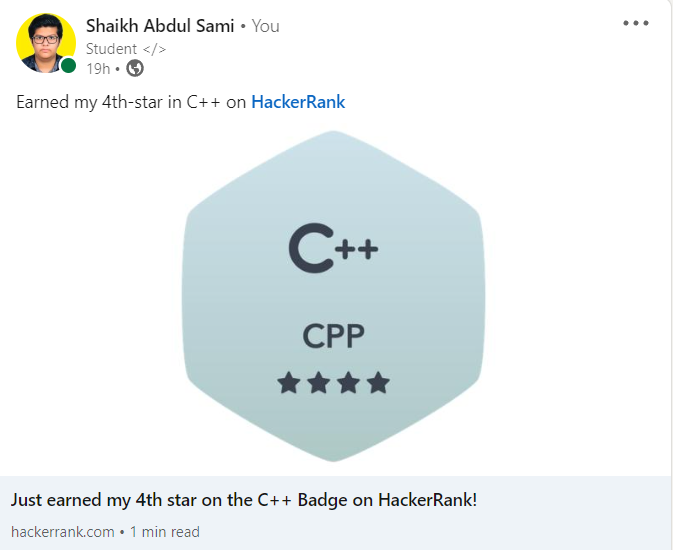 Shaikh Abdul Sami • You
Student </>
19h •
Earned my 4th-star in C++ on HackerRank
C++
CPP
Just earned my 4th star on the C++ Badge on HackerRank!
hackerrank.com • 1 min read